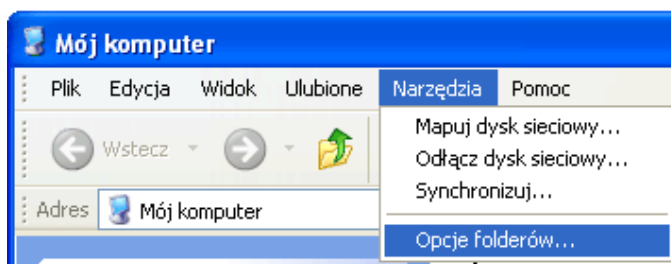 Mój komputer
Plik Edycja Widok Ulubione Narzędzia Pomoc
Wstecz
Mapuj dysk sieciowy...
Odłącz dysk sieciowy...
Synchronizuj...
Adres Mój komputer
Opcje folderów...